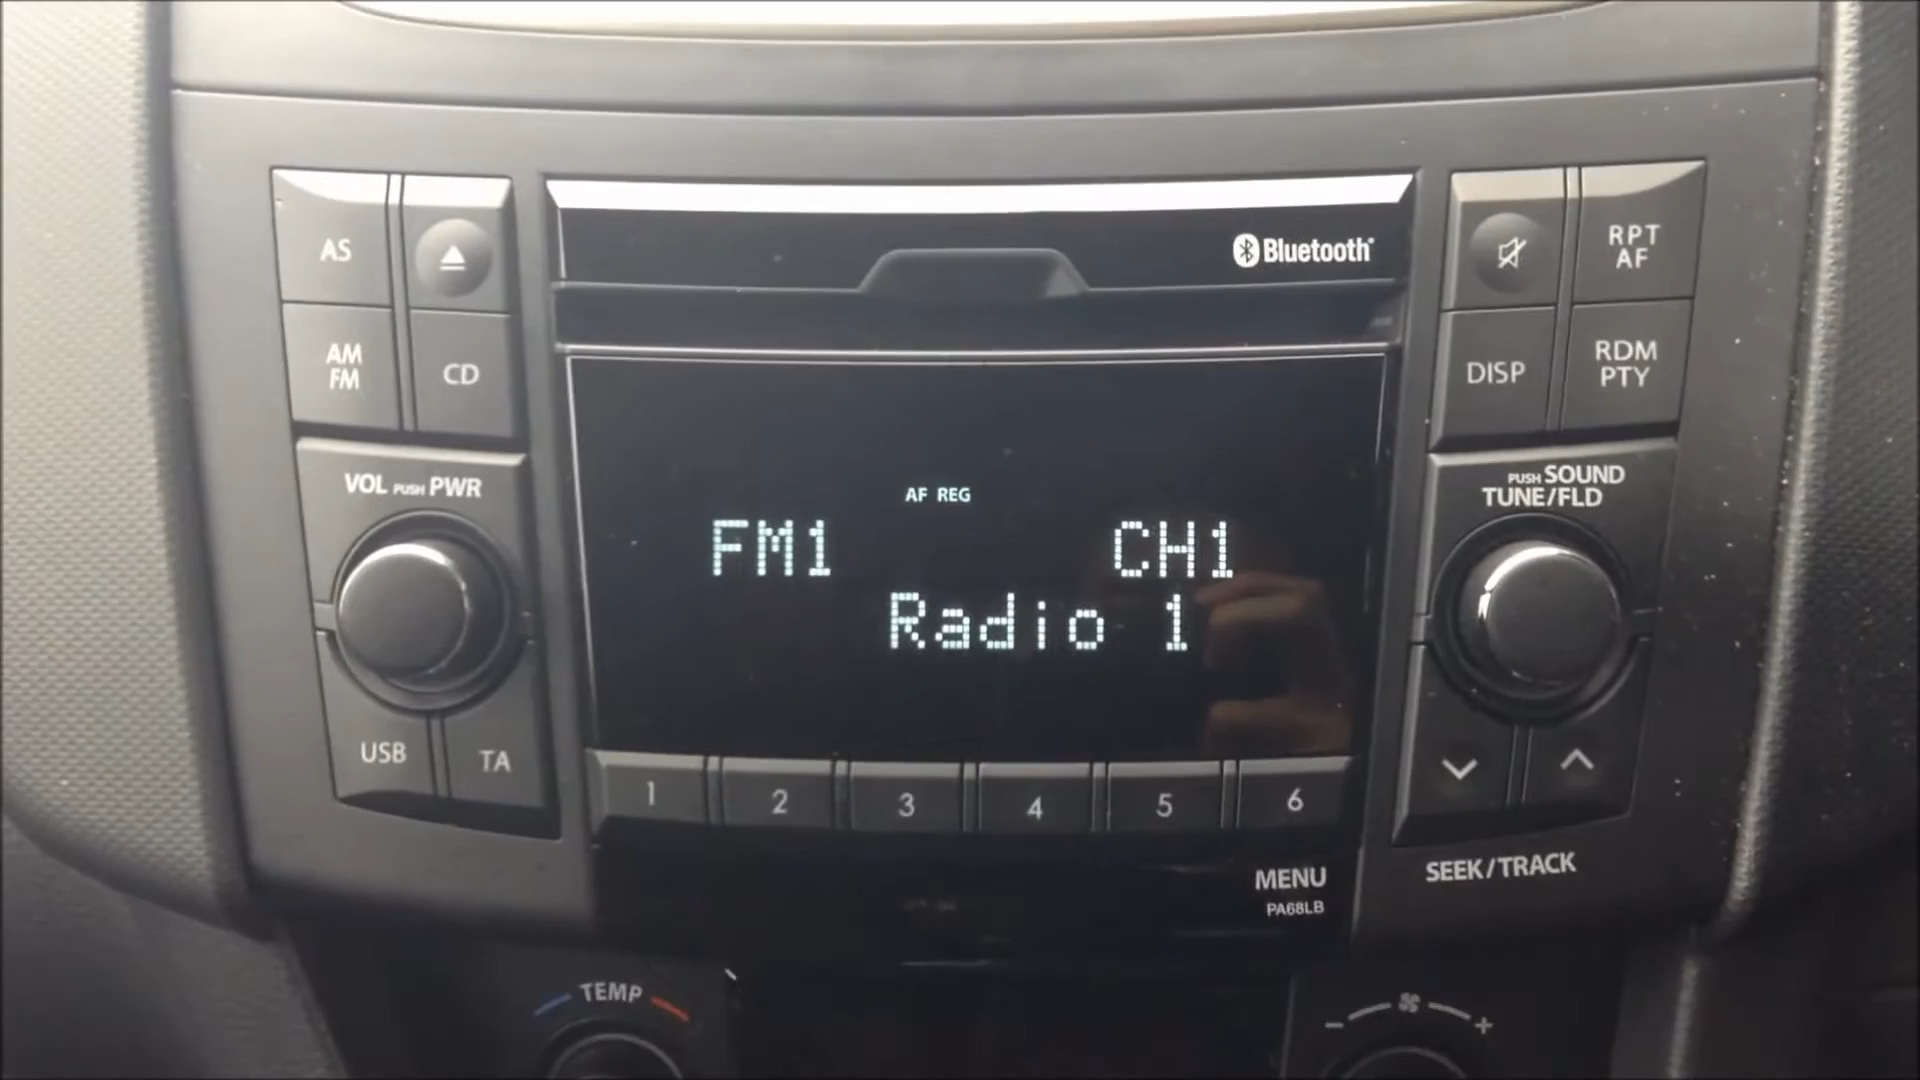 AS
Bluetooth
RPT
AF
AM
FM
CD
DISP
RDM
PTY
VOL PUSH PWR
PUSH SOUND
TUNE/FLD
AF REG
FM1 CH1
Radio 1
USB
TA
1 2 3 4 5 6
MENU
PA68LB
SEEK/TRACK
TEMP
- +